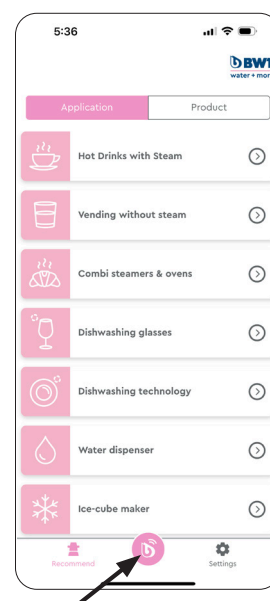 5:36
BWT
water + more
Application Product
Hot Drinks with Steam
Vending without steam
Combi steamers & ovens
Dishwashing glasses
Dishwashing technology
Water dispenser
Ice-cube maker
Recommend Settings